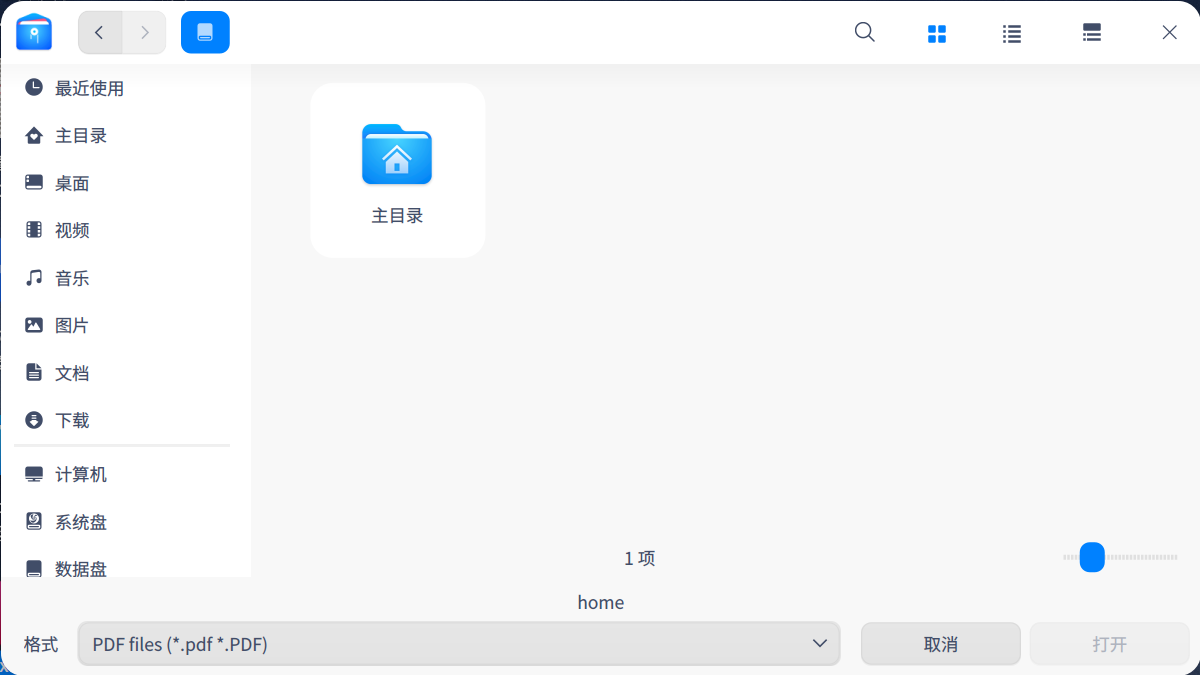 最近使用
主目录
桌面
视频
音乐
图片
文档
下载
计算机
系统盘
数据盘
主目录
1 项
home
格式
PDF files (*.pdf *.PDF)
取消
打开